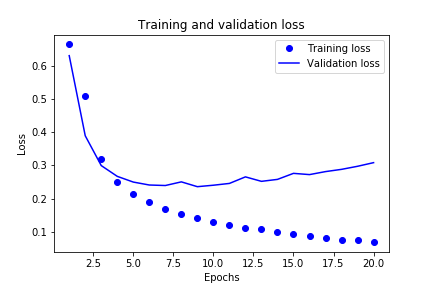 Training and validation loss
Training loss
Validation loss
Loss
0.6
0.5
0.4
0.3
0.2
0.1
2.5 5.0 7.5 10.0 12.5 15.0 17.5 20.0
Epochs